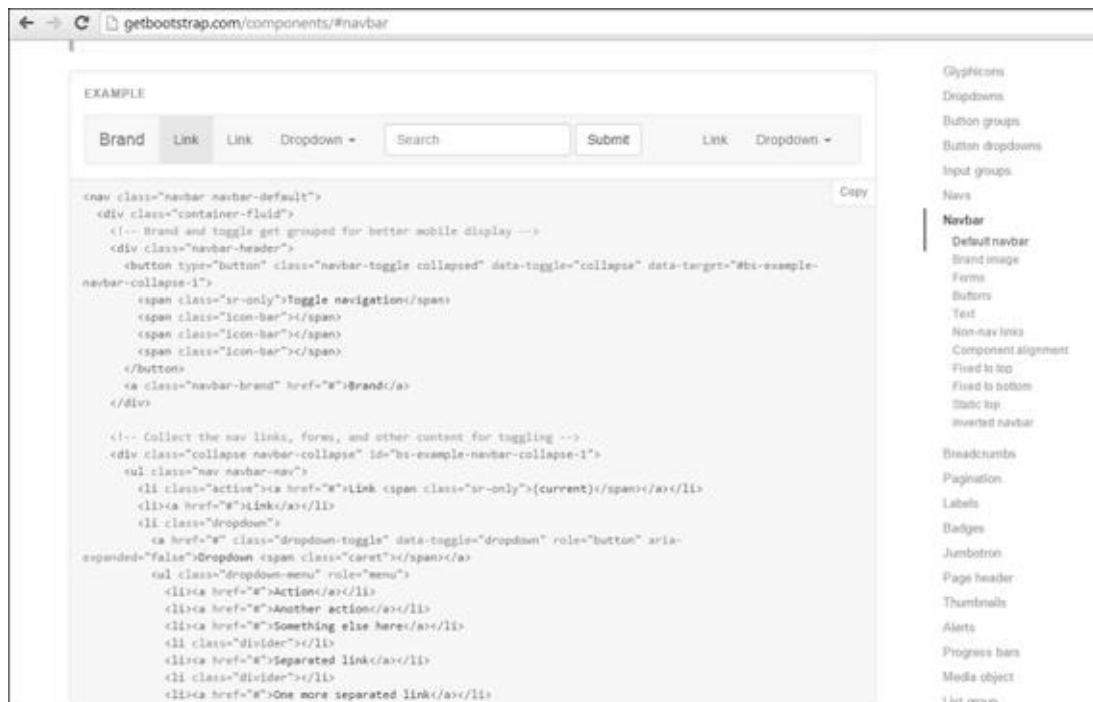 getbootstrap.com/components/#navbar
EXAMPLE
Brand Link Link Dropdown Search Submit Link Dropdown
Copy
<nav class="navbar navbar-default">
<div class="container-fluid">
<!-- Brand and toggle get grouped for better mobile display -->
<div class="navbar-header">
<button type="button" class="navbar-toggle collapsed" data-toggle="collapse" data-target="#bs-example-
navbar-collapse-1">
<span class="sr-only">Toggle navigation</span>
<span class="icon-bar"></span>
<span class="icon-bar"></span>
<span class="icon-bar"></span>
</button>
<a class="navbar-brand" href="#">Brand</a>
</div>
<!-- Collect the nav links, forms, and other content for toggling -->
<div class="collapse navbar-collapse" id="bs-example-navbar-collapse-1">
<ul class="nav navbar-nav">
<li class="active"><a href="#">Link <span class="sr-only">(current)</span></a></li>
<li><a href="#">Link</a></li>
<li class="dropdown">
<a href="#" class="dropdown-toggle" data-toggle="dropdown" role="button" aria-
expanded="false">Dropdown <span class="caret"></span></a>
<ul class="dropdown-menu" role="menu">
<li><a href="#">Action</a></li>
<li><a href="#">Another action</a></li>
<li><a href="#">Something else here</a></li>
<li class="divider"></li>
<li><a href="#">Separated link</a></li>
<li class="divider"></li>
<li><a href="#">One more separated link</a></li>
Glyphicons
Dropdowns
Button groups
Button dropdowns
Input groups
Navs
Navbar
Default navbar
Brand image
Forms
Buttons
Text
Non-nav links
Component alignment
Fixed to top
Fixed to bottom
Static top
Inverted navbar
Breadcrumbs
Pagination
Labels
Badges
Jumbotron
Page header
Thumbnails
Alerts
Progress bars
Media object
List group